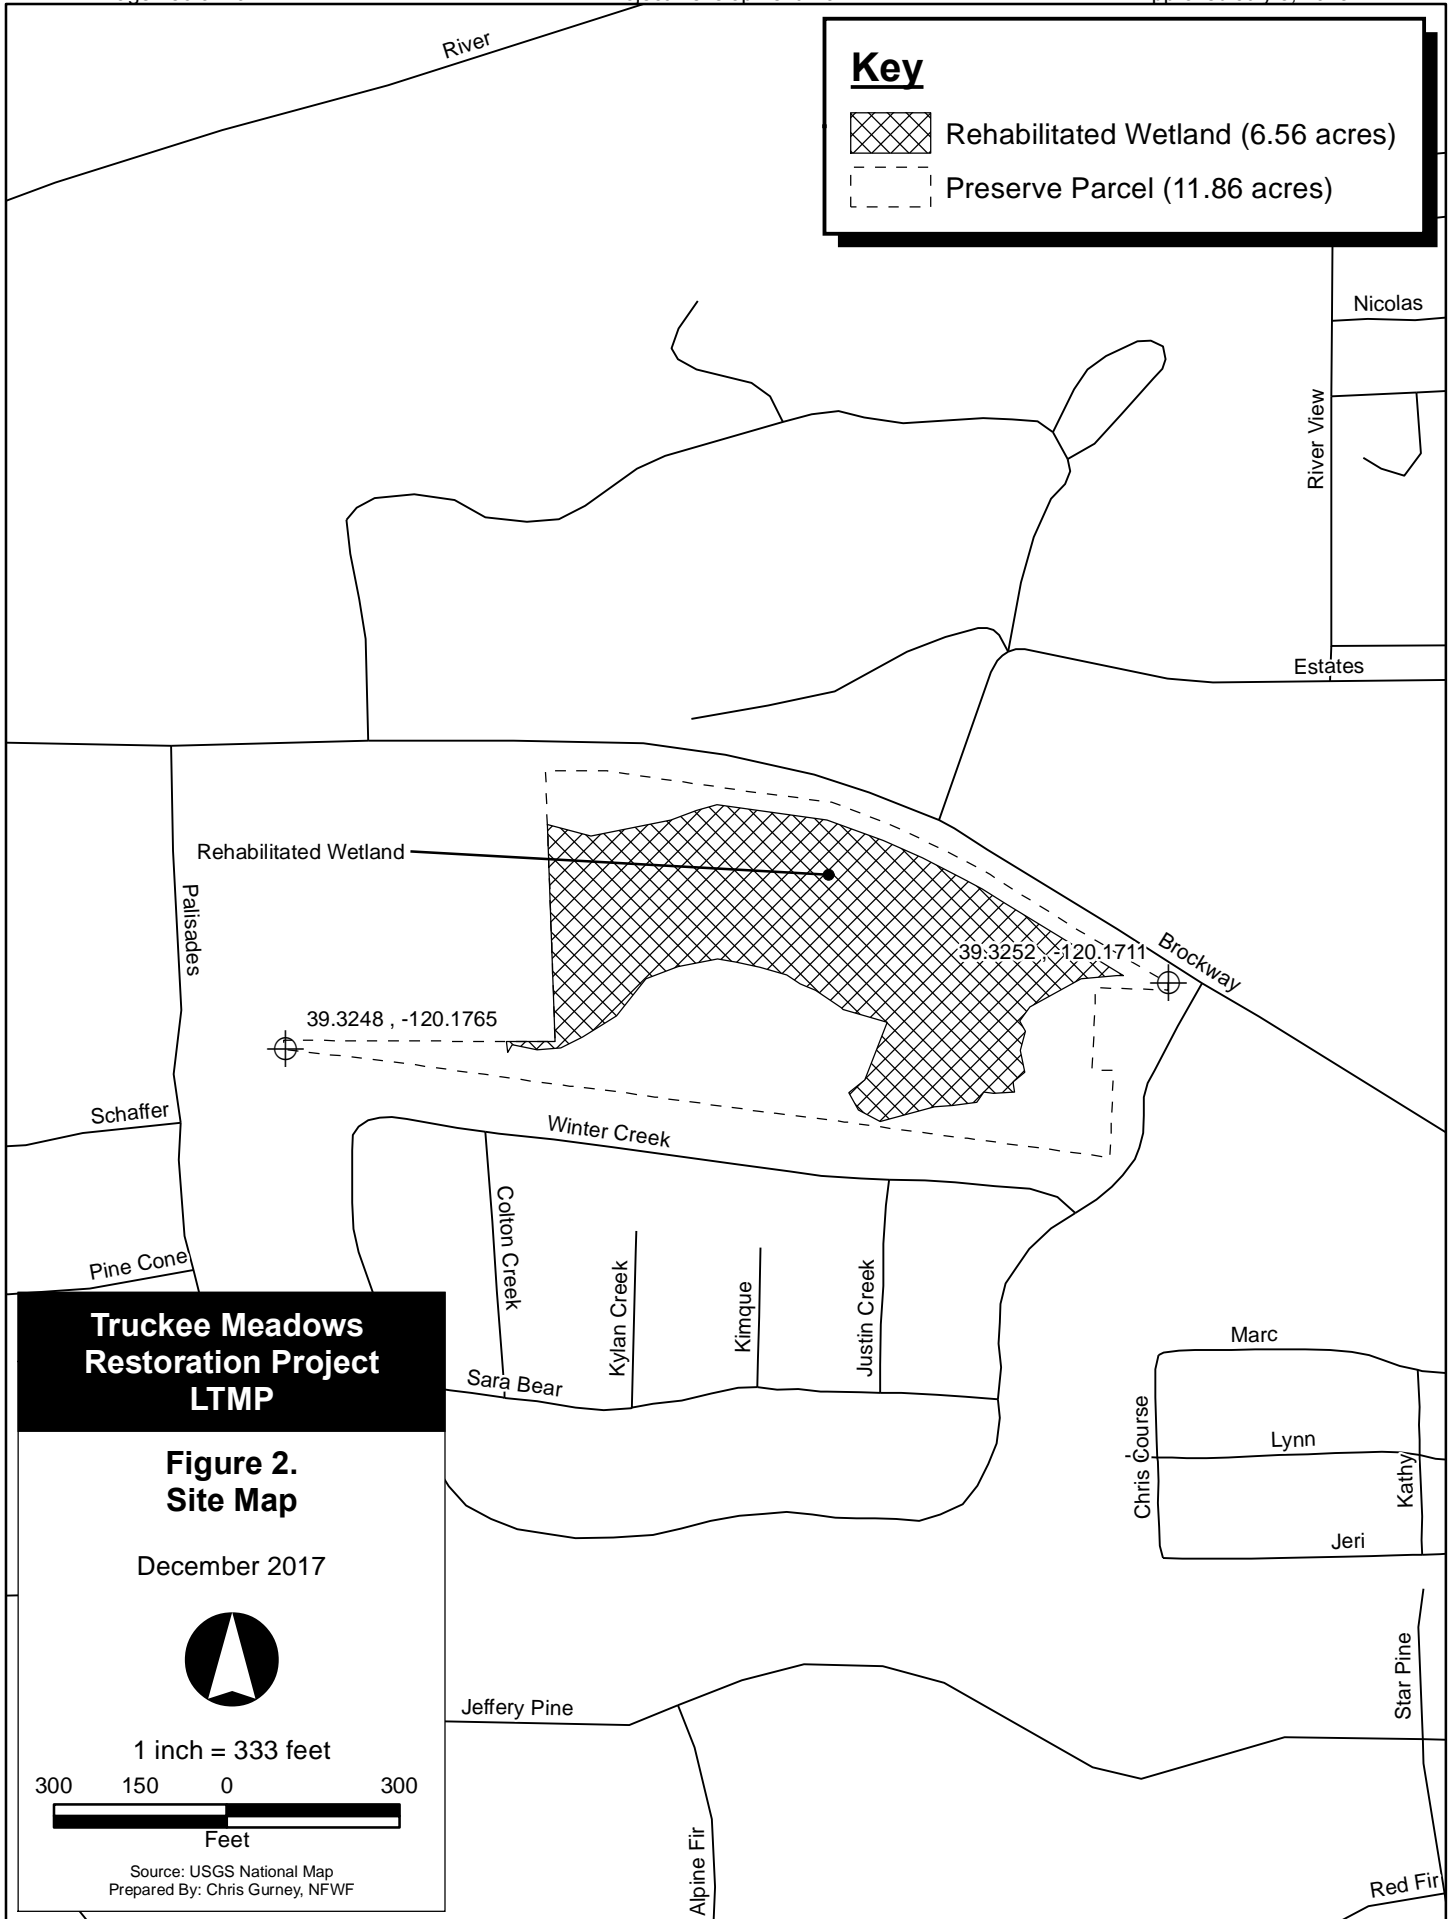 River
Key
Rehabilitated Wetland (6.56 acres)
Preserve Parcel (11.86 acres)
Nicolas
River View
Estates
Rehabilitated Wetland
Palisades
39.3252 , -120.1711
Brockway
39.3248 , -120.1765
Schaffer
Winter Creek
Colton Creek
Pine Cone
Kylan Creek
Kimque
Justin Creek
Sara Bear
Marc
Chris Course
Lynn
Kathy
Jeri
Truckee Meadows
Restoration Project
LTMP
Figure 2.
Site Map
December 2017
1 inch = 333 feet
300 150 0 300
Feet
Source: USGS National Map
Prepared By: Chris Gurney, NFWF
Jeffery Pine
Star Pine
Alpine Fir
Red Fir